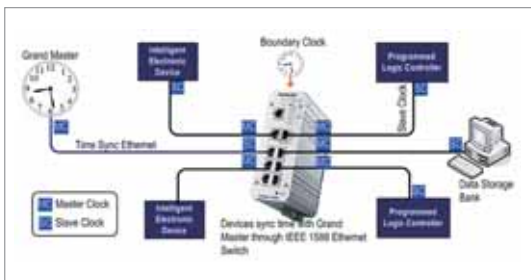 Grand Master
Intelligent
Electronic
Device
Boundary Clock
Programmed
Logic Controller
Slave Clock
Time Sync Ethernet
Master Clock
Slave Clock
Intelligent
Electronic
Device
Devices sync time with Grand
Master through IEEE 1588 Ethernet
Switch
Programmed
Logic Controller
Data Storage
Bank